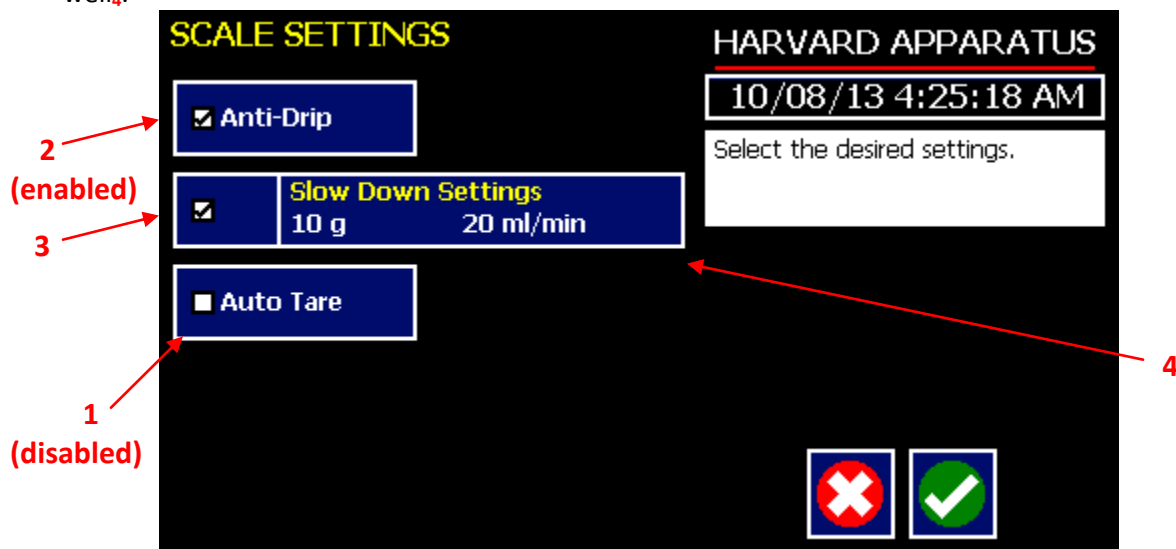 well4.
SCALE SETTINGS
HARVARD APPARATUS
10/08/13 4:25:18 AM
Select the desired settings.
Anti-Drip
2
(enabled)
Slow Down Settings
10 g 20 ml/min
3
Auto Tare
4
1
(disabled)